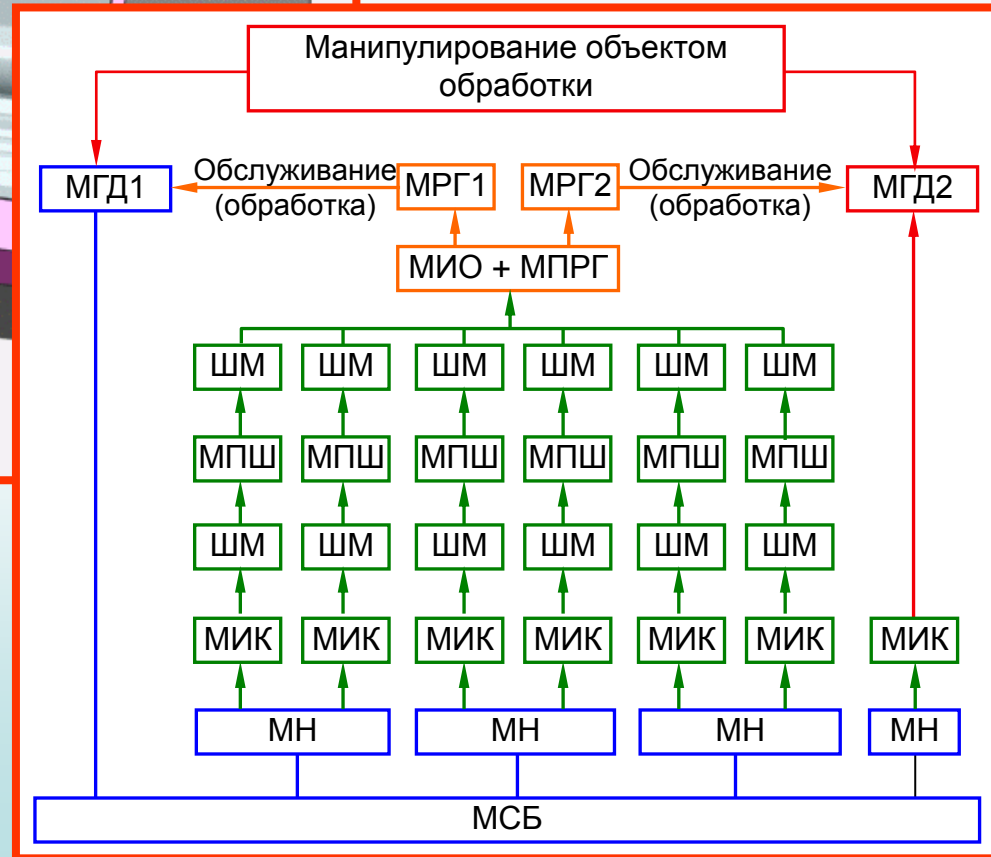 Манипулирование объектом
обработки
МГД1
Обслуживание
(обработка)
МРГ1
МРГ2
Обслуживание
(обработка)
МГД2
МИО + МПРГ
ШМ ШМ ШМ ШМ ШМ ШМ
МПШ МПШ МПШ МПШ МПШ МПШ
ШМ ШМ ШМ ШМ ШМ ШМ
МИК МИК МИК МИК МИК МИК МИК
МН МН МН МН
МСБ